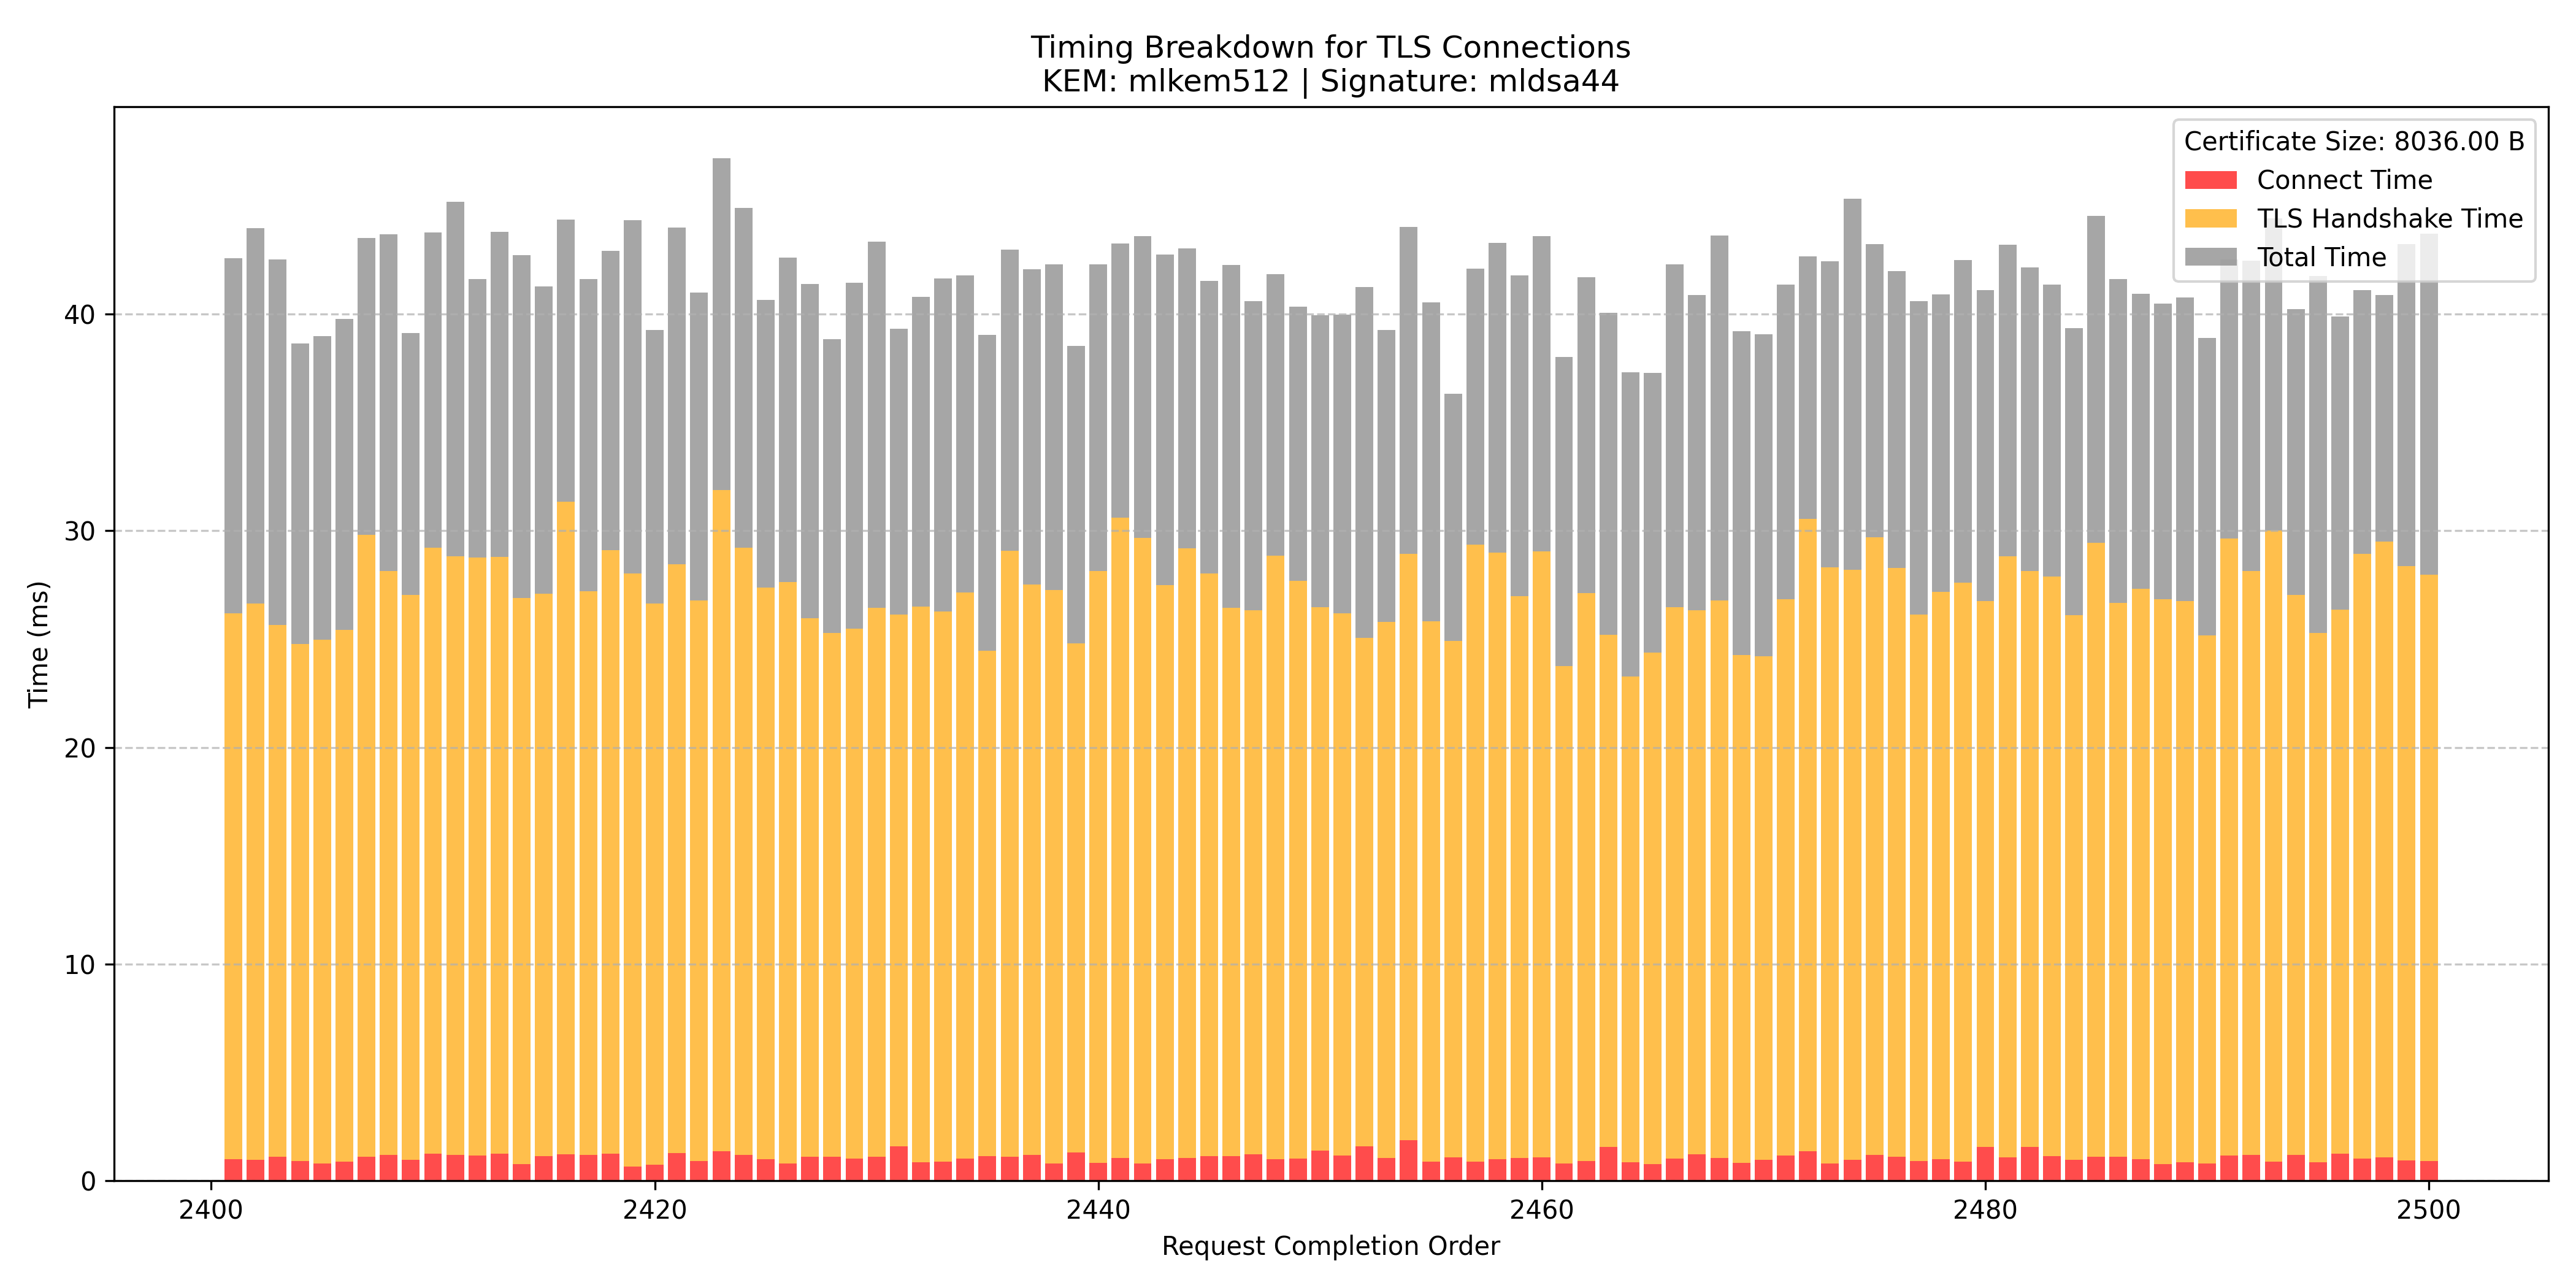 Timing Breakdown for TLS Connections
KEM: mlkem512 | Signature: mldsa44
Certificate Size: 8036.00 B
Connect Time
TLS Handshake Time
Total Time
Time (ms)
40
30
20
10
0
2400 2420 2440 2460 2480 2500
Request Completion Order